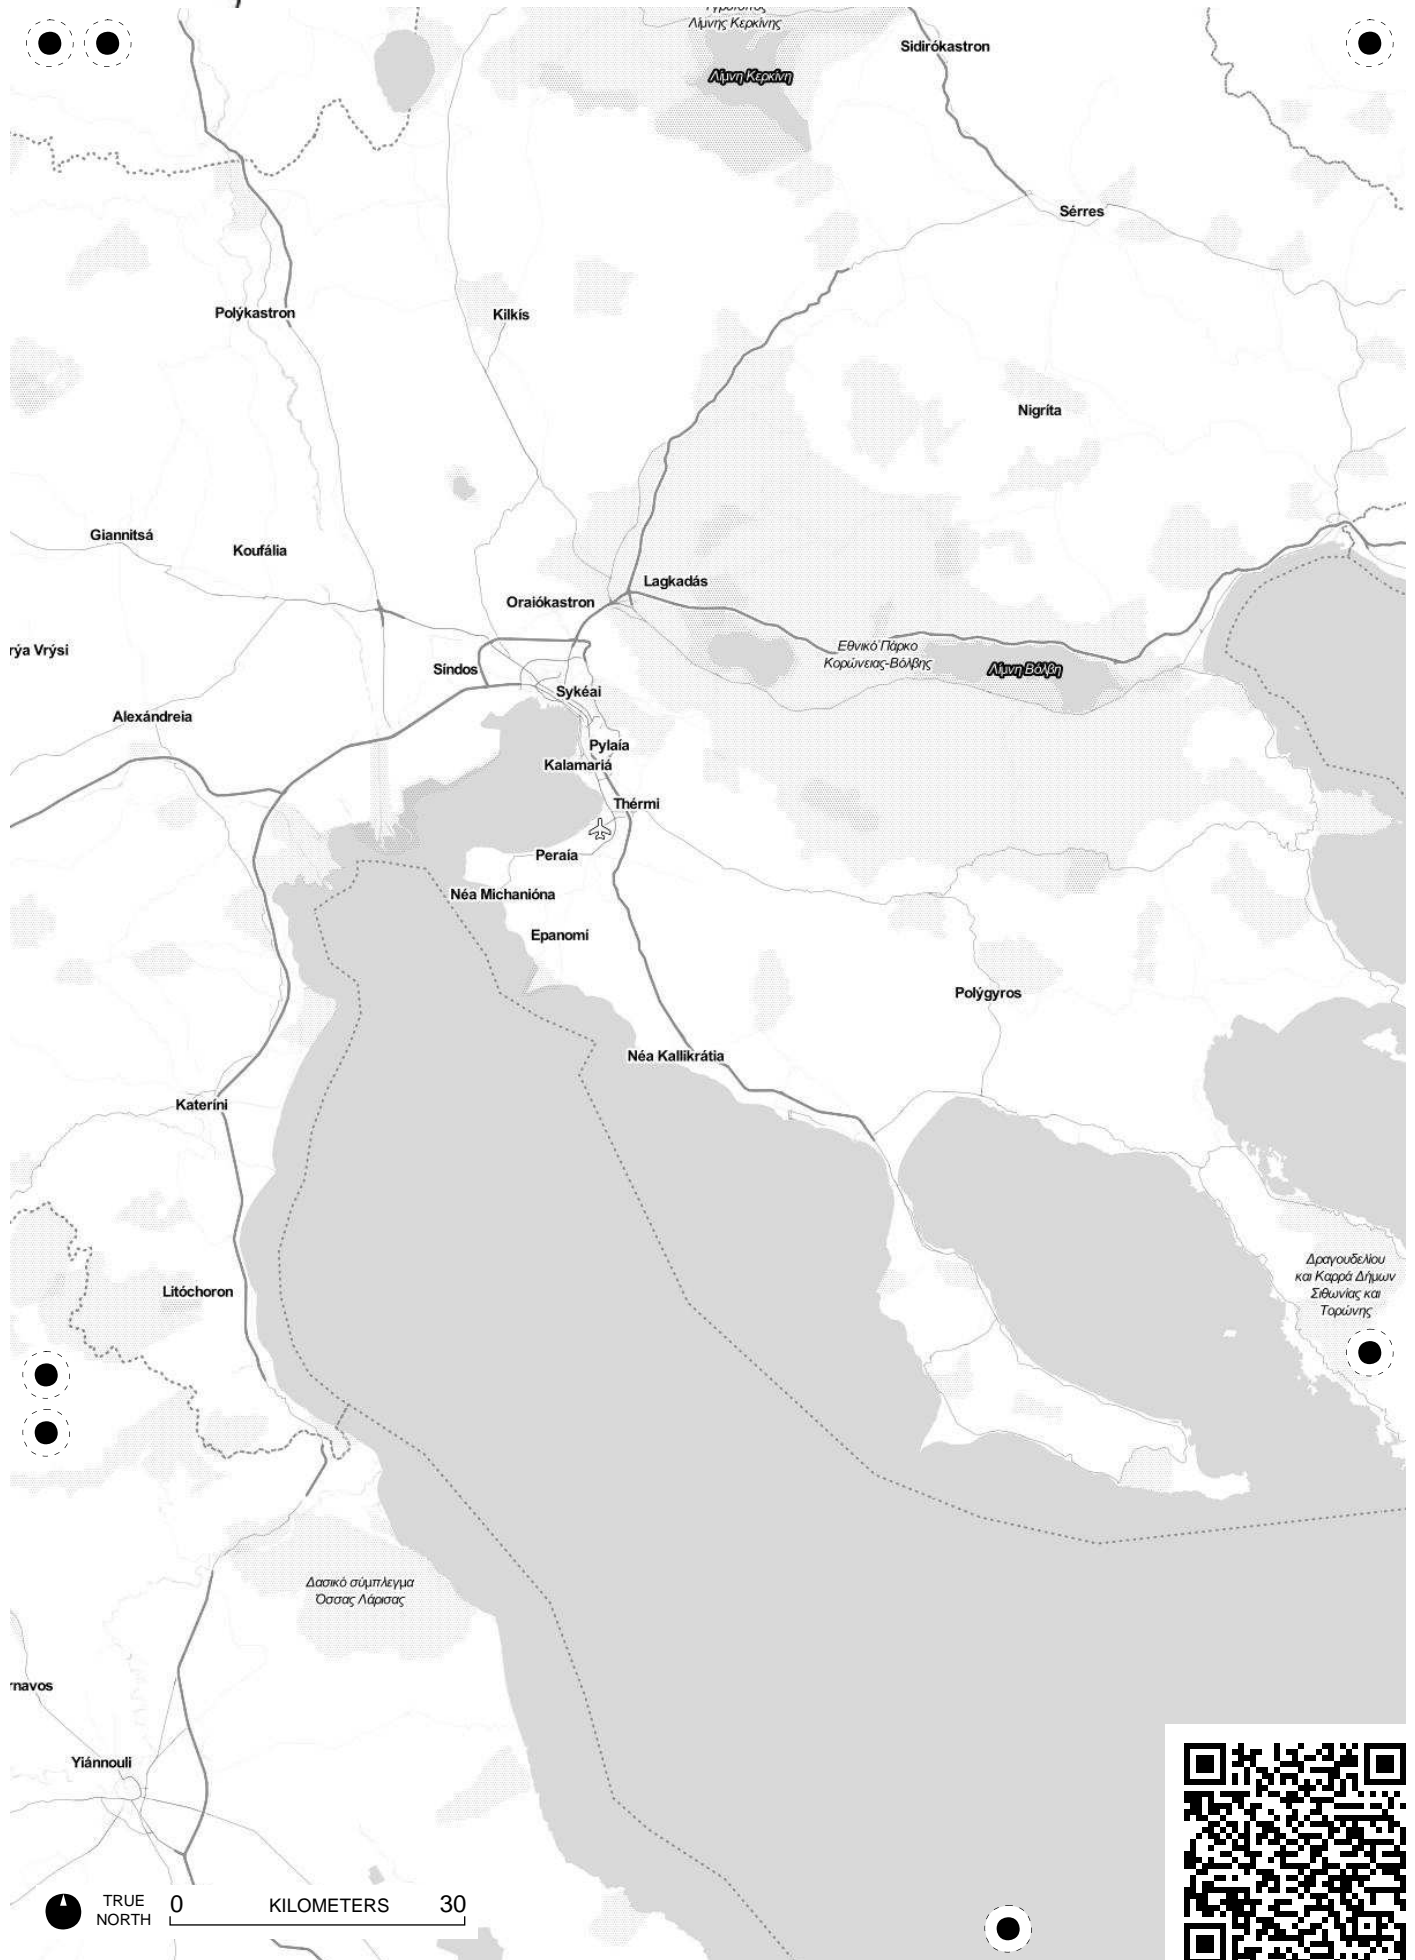 Λίμνης Κερκίνης
Sidirókastron
Λίμνη Κερκίνη
Sérres
Polýkastron
Kilkís
Nigríta
Giannitsá
Koufália
Lagkadás
Oraiókastron
Εθνικό Πάρκο
Κορώνειας-Βόλβης
rýa Vrýsi
Síndos
Λίμνη Βόλβη
Sykéai
Alexándreia
Pylaía
Kalamariá
Thérmi
Peraía
Néa Michanióna
Epanomí
Polýgyros
Néa Kallikrátia
Kateríni
Δραγουδελίου
και Καρρά Δήμων
Σιθωνίας και
Τορώνης
Litóchoron
Δασικό σύμπλεγμα
Όσσας Λάρισας
rnavos
Yiánnouli
TRUE
NORTH
0 KILOMETERS 30